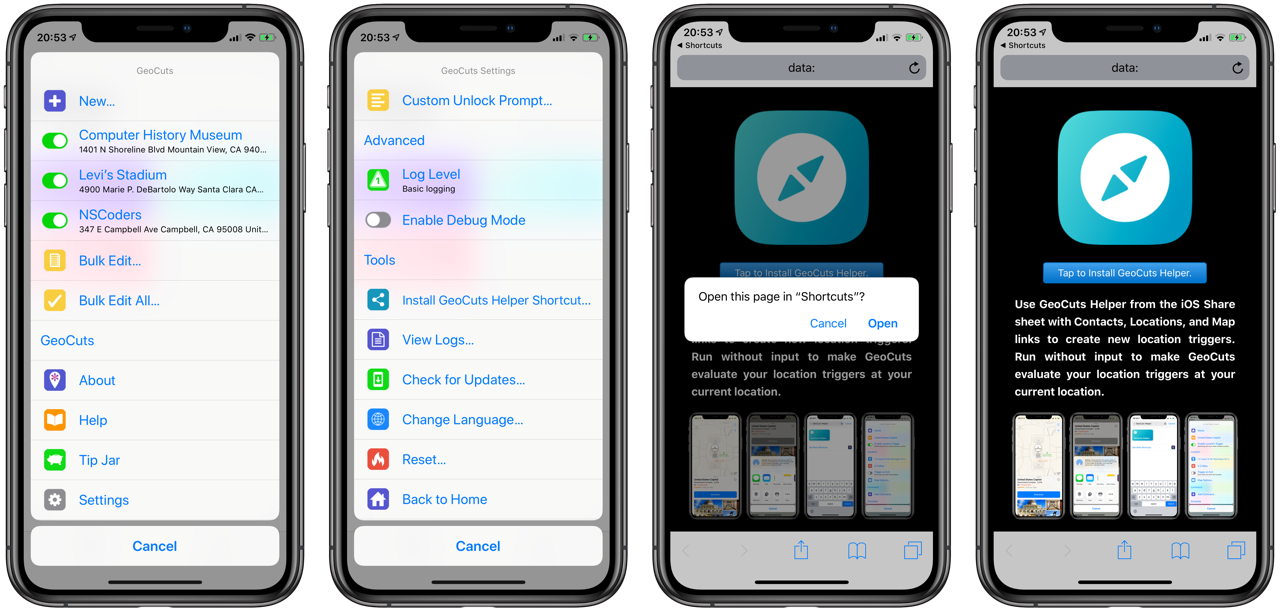 20:53
GeoCuts
New...
Computer History Museum
1401 N Shoreline Blvd Mountain View, CA 940...
Levi's Stadium
4900 Marie P. DeBartolo Way Santa Clara CA...
NSCoders
347 E Campbell Ave Campbell, CA 95008 Unit...
Bulk Edit...
Bulk Edit All...
GeoCuts
About
Help
Tip Jar
Settings
Cancel
20:53
GeoCuts Settings
Custom Unlock Prompt...
Advanced
1
Log Level
Basic logging
Enable Debug Mode
Tools
Install GeoCuts Helper Shortcut...
View Logs...
Check for Updates...
Change Language...
Reset...
Back to Home
Cancel
20:53
Shortcuts
data:
Tap to Install GeoCuts Helper.
Open this page in “Shortcuts”?
Cancel Open
links to create new location triggers.
Run without input to make GeoCuts
evaluate your location triggers at your
current location.
20:53
Shortcuts
data:
Tap to Install GeoCuts Helper.
Use GeoCuts Helper from the iOS Share
sheet with Contacts, Locations, and Map
links to create new location triggers.
Run without input to make GeoCuts
evaluate your location triggers at your
current location.